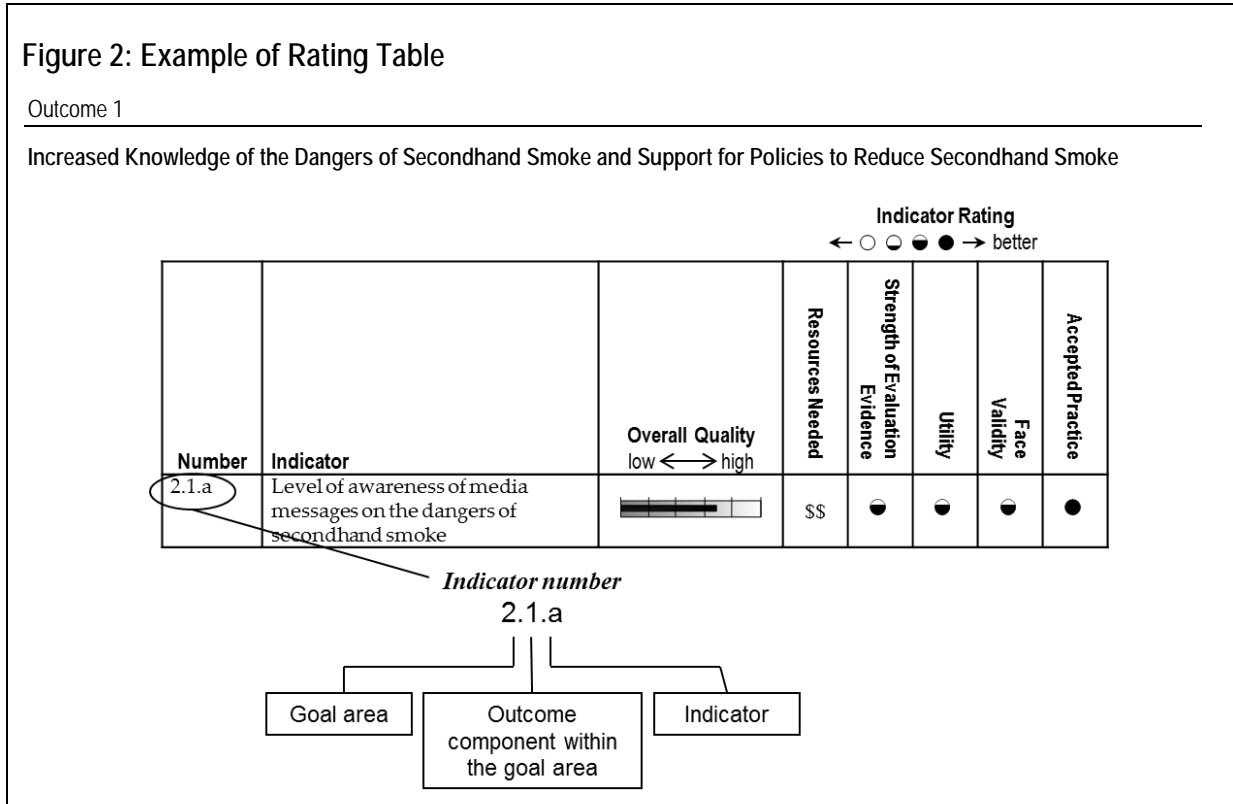 Figure 2: Example of Rating Table
Outcome 1
Increased Knowledge of the Dangers of Secondhand Smoke and Support for Policies to Reduce Secondhand Smoke
Indicator Rating
← ○ ◒ ◒ ● → better
Number
Indicator
Overall Quality
low ←→ high
Resources Needed
Strength of Evaluation
Evidence
Utility
Face
Validity
Accepted Practice
2.1.a
Level of awareness of media
messages on the dangers of
secondhand smoke
$$
Indicator number
2.1.a
Goal area
Outcome
component within
the goal area
Indicator